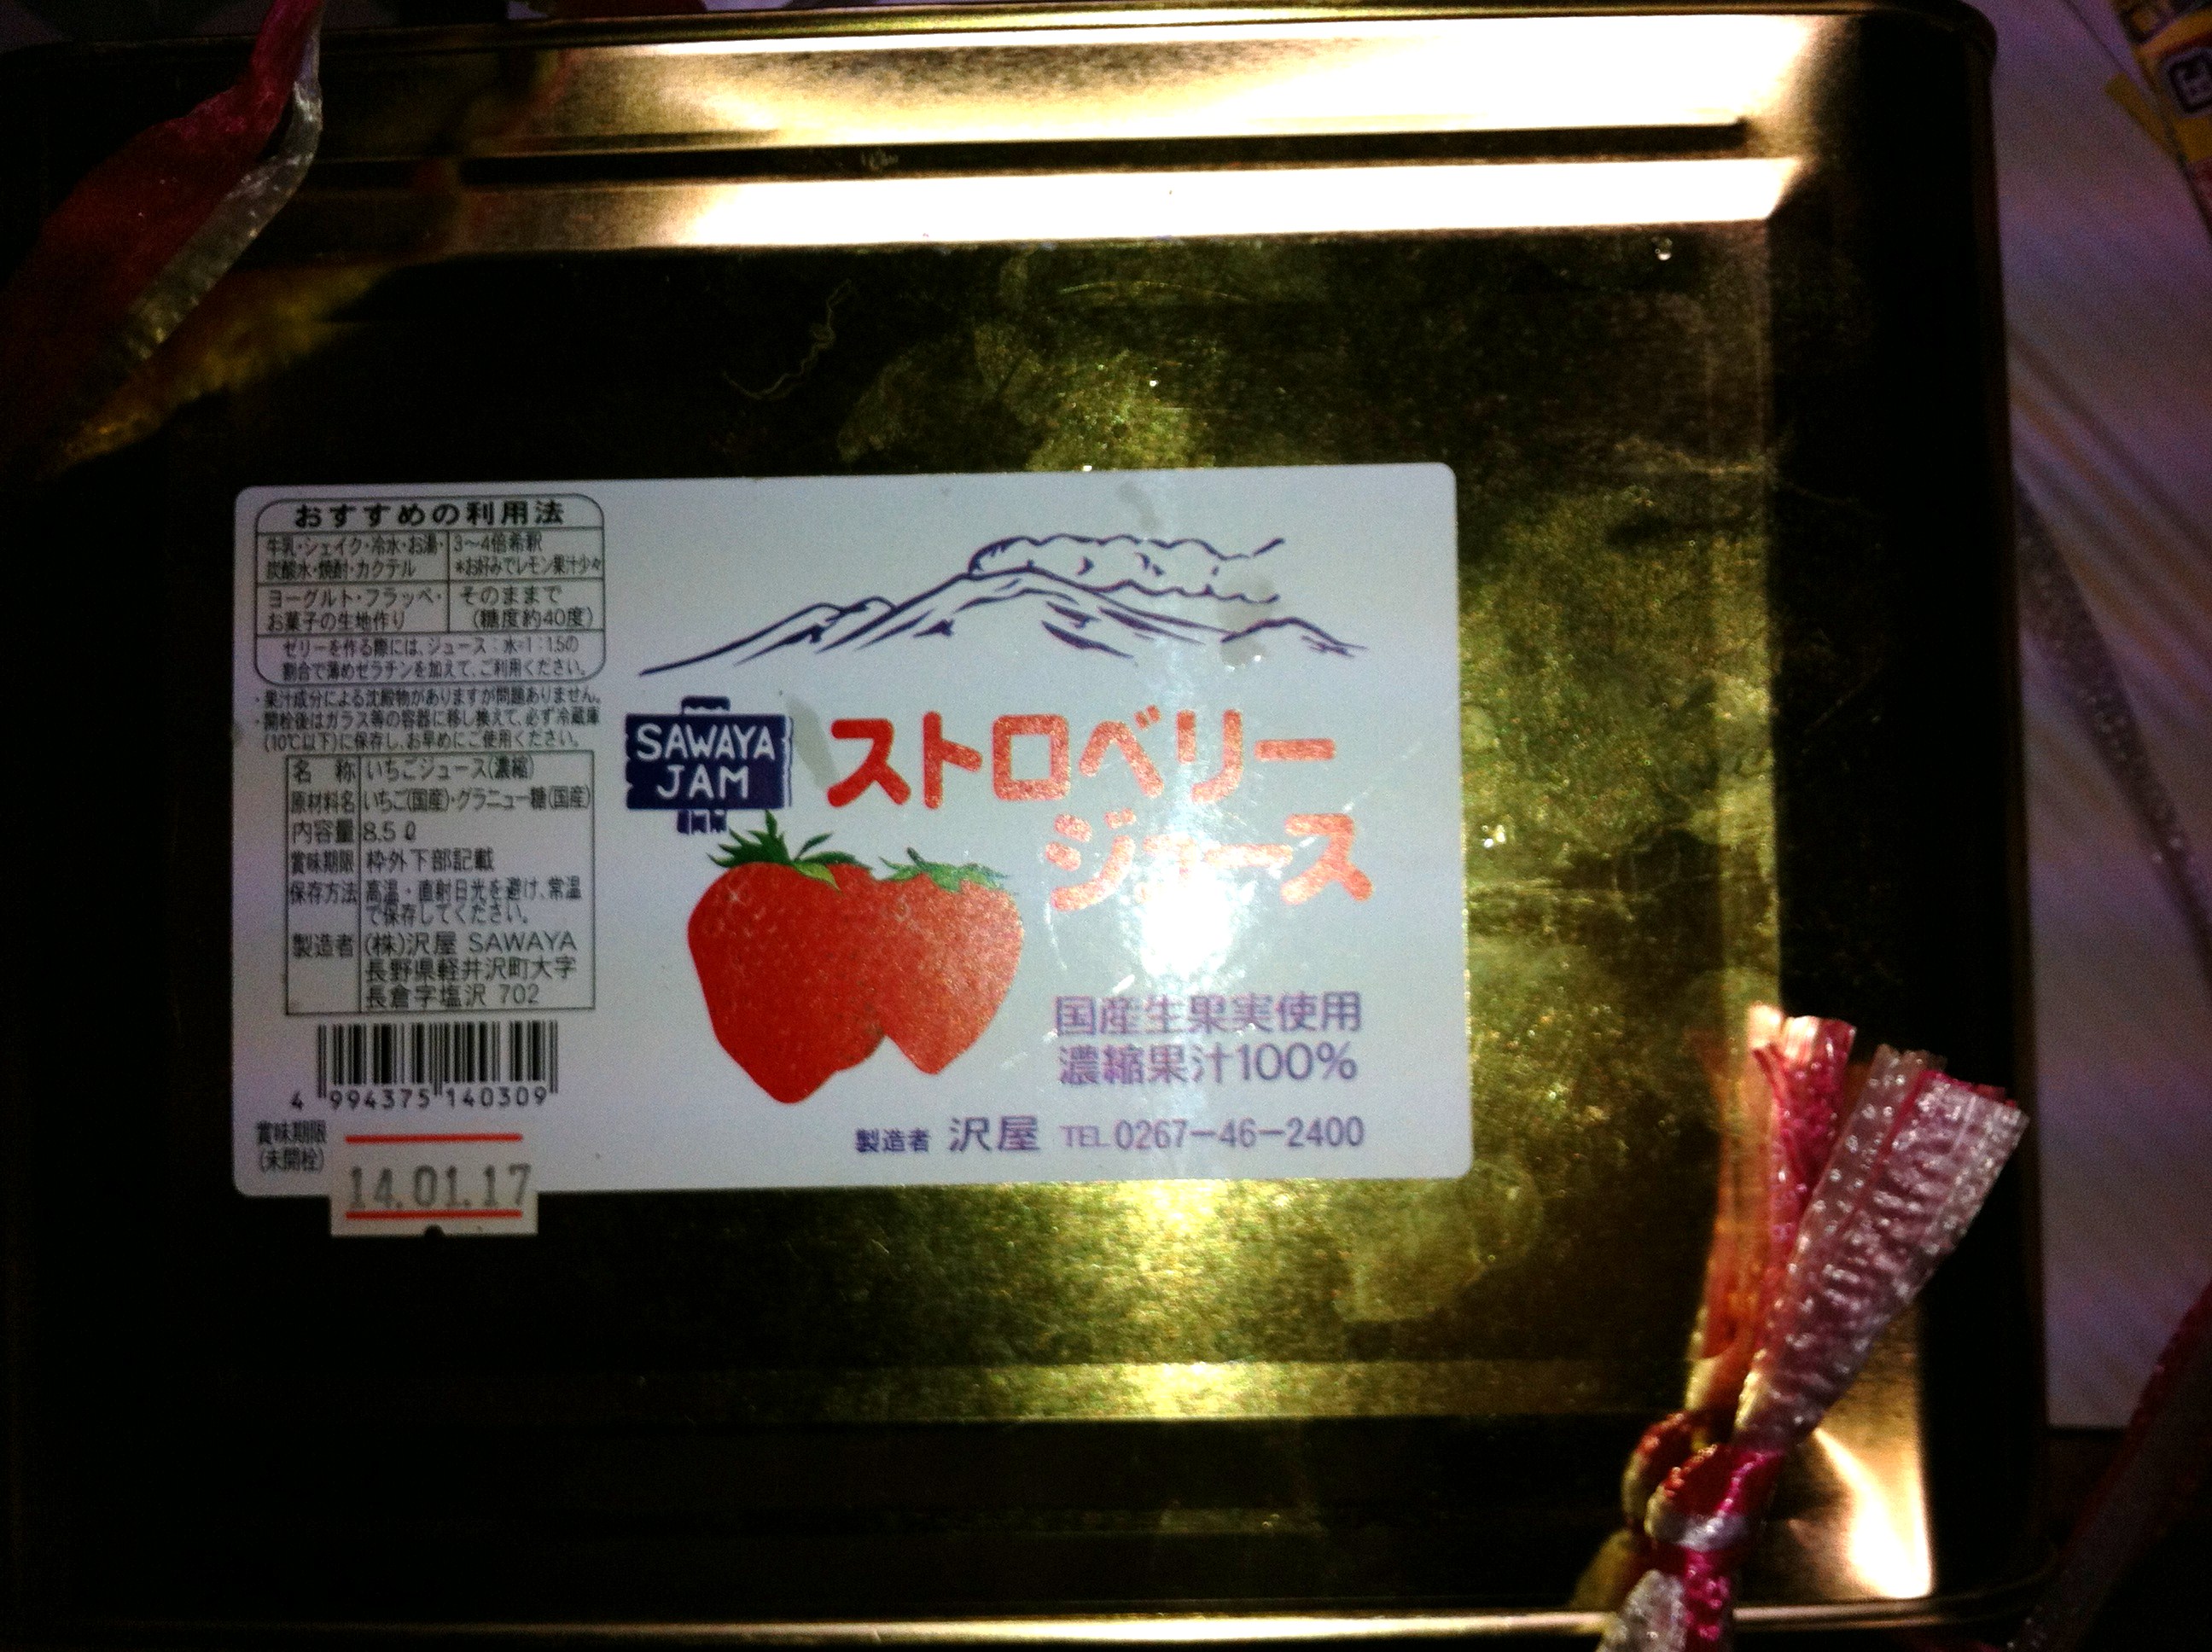 おすすめの利用法
牛乳・シェイク・冷水・お湯・炭酸水・焼酎・カクテル
3～4倍希釈
*お好みでレモン果汁少々
ヨーグルト・フラッペ・お菓子の生地作り
そのままで
(糖度約40度)
ゼリーを作る際には、ジュース:水=1:1.5の
割合で薄めゼラチンを加えて、ご利用ください。
・果汁成分による沈殿物がありますが問題ありません。
・開栓後はガラス等の容器に移し換えて、必ず冷蔵庫
(10℃以下)に保存し、お早めにご使用ください。
名 称 いちごジュース(濃縮)
原材料名 いちご(国産)・グラニュー糖(国産)
内容量 8.5ℓ
賞味期限 枠外下部記載
保存方法 高温・直射日光を避け、常温
で保存してください。
製造者 (株)沢屋 SAWAYA
長野県軽井沢町大字
長倉字塩沢 702
4 994375 140309
賞味期限
(未開栓)
14.01.17
SAWAYA
JAM
ストロベリー
ジュース
国産生果実使用
濃縮果汁100%
製造者 沢屋 TEL 0267-46-2400